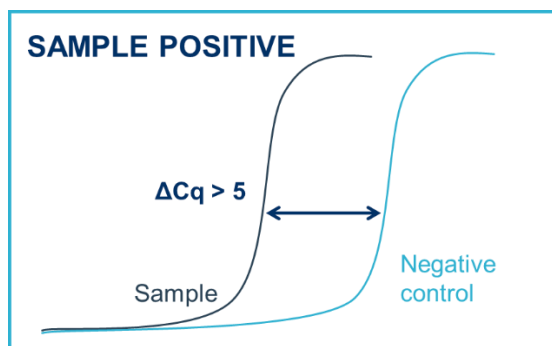 SAMPLE POSITIVE
ΔCq > 5
Sample
Negative
control